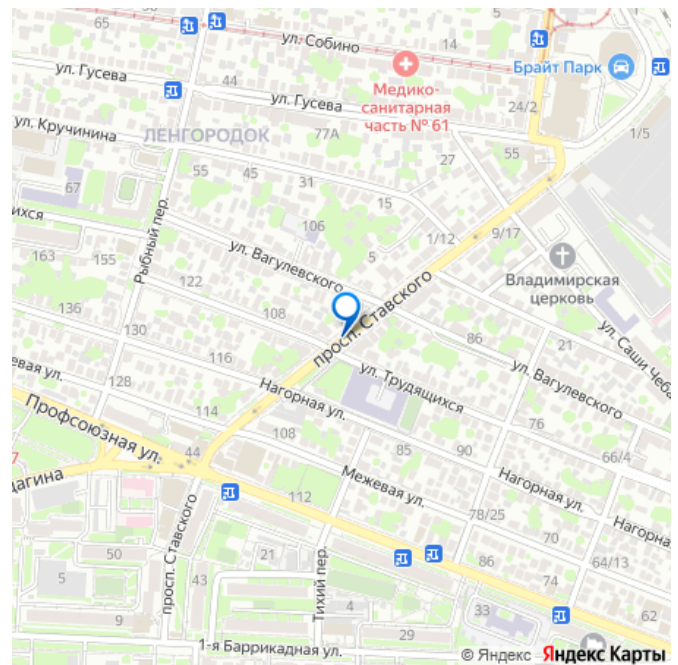 65
65
ул. Собино
14
Брайт Парк
ул. Гусева
44
ул. Гусева
Медико-
санитарная
часть № 61
24/2
1/5
ул. Кручинина
ЛЕНГОРОДОК
77А
27
55
55
45
31
15
67
Рыбный пер.
ихся
106
163
155
ул. Вагулевского
5
1/12
9/17
Владимирская
церковь
122
просп. Ставского
136
108
130
86
21
ул. Саши Чеба
116
ул. Трудящихся
ул. Вагулевского
евая ул.
128
Нагорная ул.
Профсоюзная ул.
114
76
108
85
90
66/4
44
7
дагина
Межевая ул.
Нагорная ул.
112
78/25
Нагорна
просп. Ставского
50
21
86
64/13
5
43
Тихий пер.
74
4
33
62
9
29
1-я Баррикадная ул.
© Яндекс Яндекс Карты